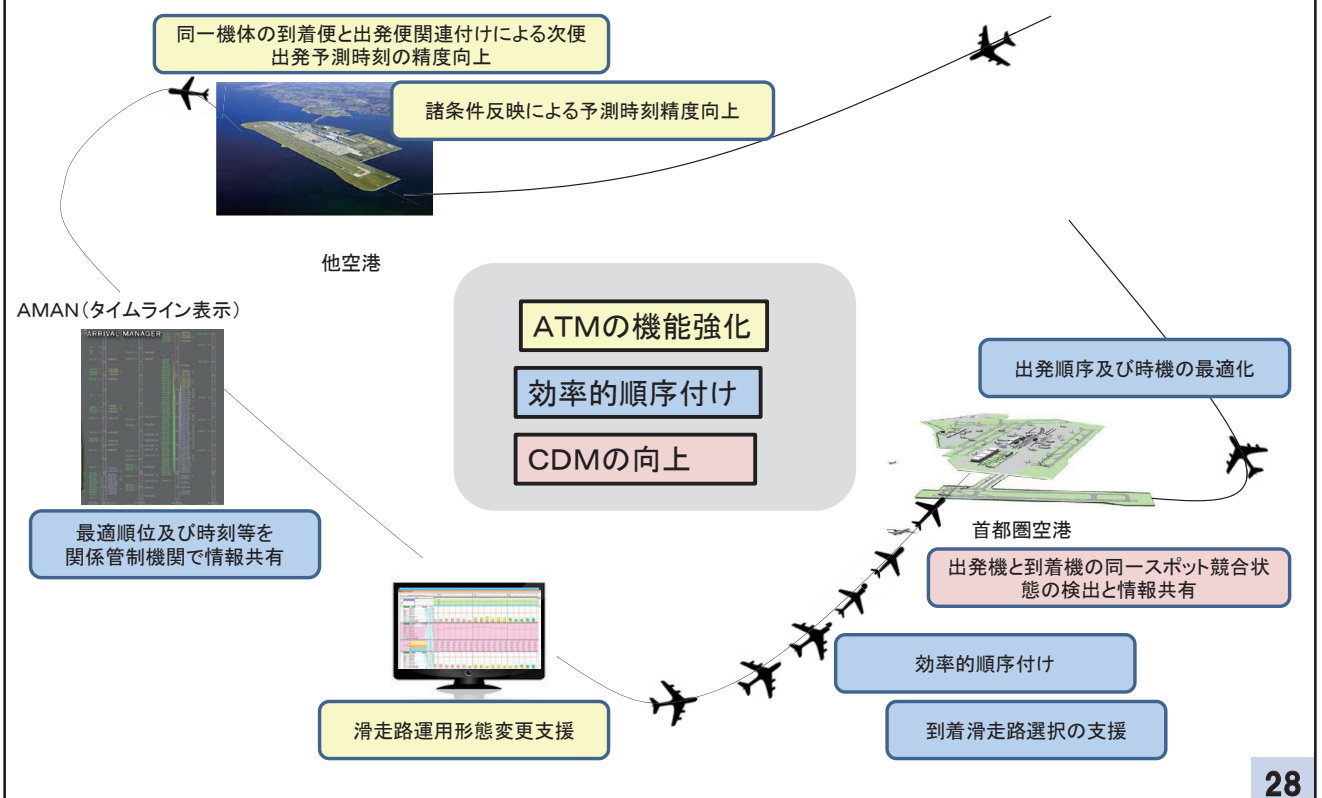 同一機体の到着便と出発便関連付けによる次便
出発予測時刻の精度向上
諸条件反映による予測時刻精度向上
他空港
AMAN(タイムライン表示)
ARRIVAL MANAGER
ATMの機能強化
効率的順序付け
CDMの向上
出発順序及び時機の最適化
首都圏空港
最適順位及び時刻等を
関係管制機関で情報共有
出発機と到着機の同一スポット競合状
態の検出と情報共有
効率的順序付け
滑走路運用形態変更支援
到着滑走路選択の支援
28